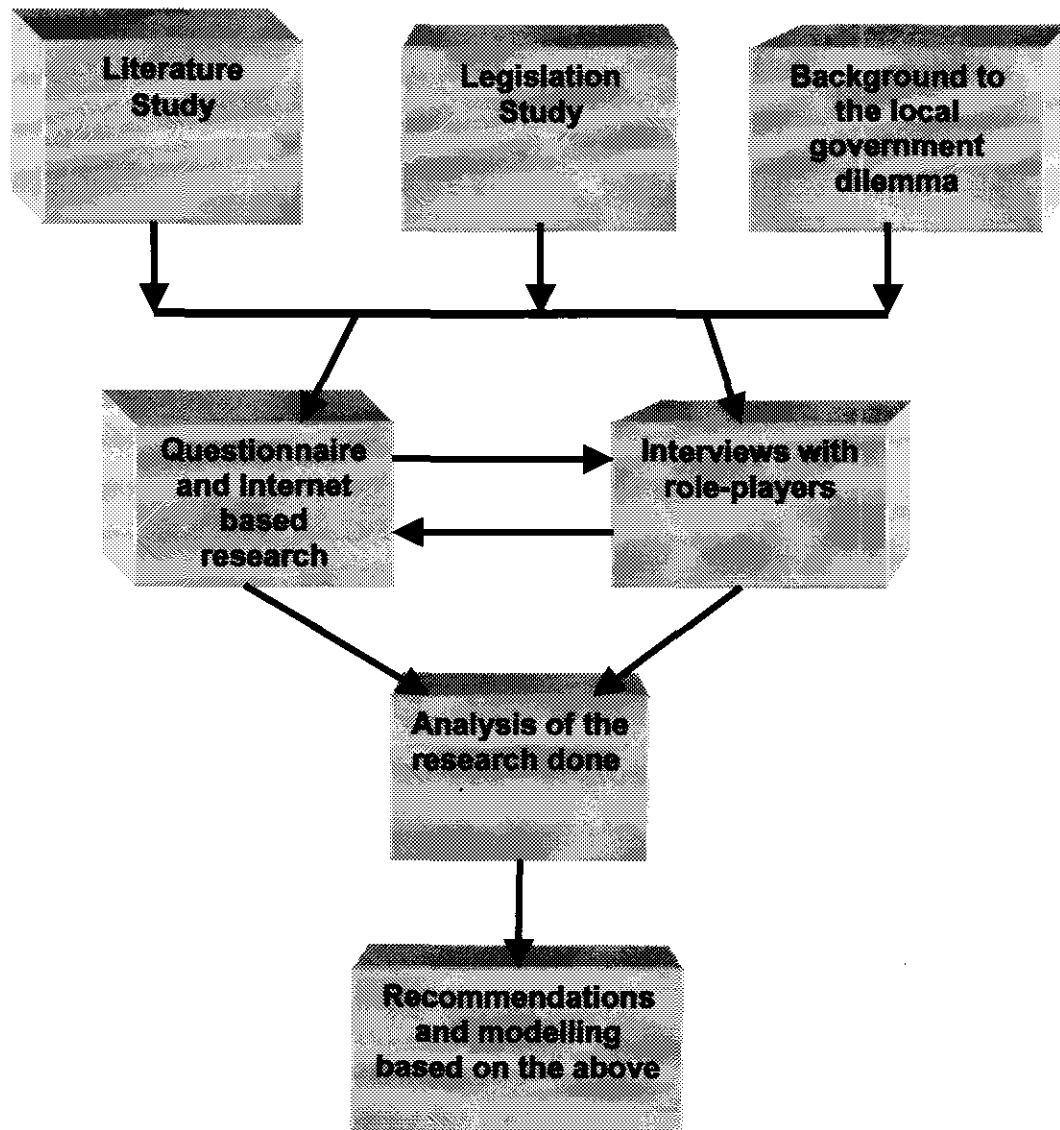 Literature
Study
Legislation
Study
Background to
the local
government
dilemma
Questionnaire
and Internet
based
research
Interviews with
role-players
Analysis of the
research done
Recommendations
and modelling
based on the above